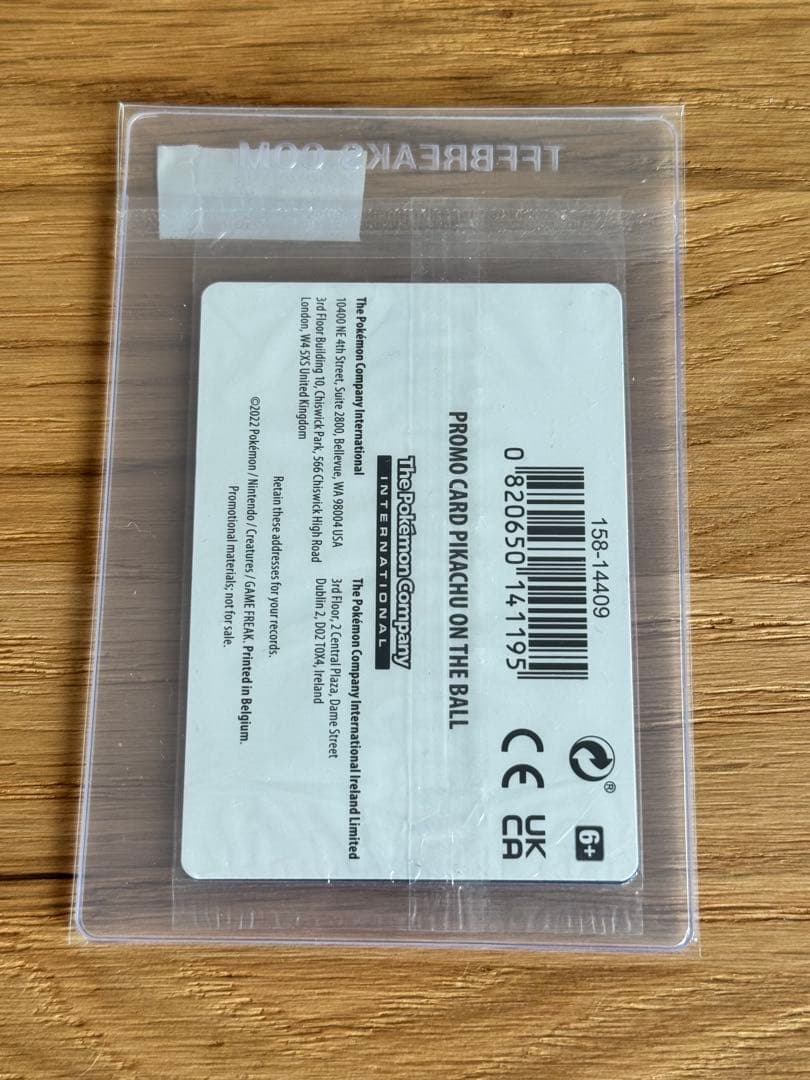 TFFBREAKS.COM
158-14409
0 820650 141195
6+
CE
UK
CA
®
PROMO CARD PIKACHU ON THE BALL
The Pokémon Company
INTERNATIONAL
The Pokémon Company International
10400 NE 4th Street, Suite 2800, Bellevue, WA 98004 USA
3rd Floor Building 10, Chiswick Park, 566 Chiswick High Road
London, W4 5XS United Kingdom
The Pokémon Company International Ireland Limited
3rd Floor, 2 Central Plaza, Dame Street
Dublin 2, D02 T0X4, Ireland
Retain these addresses for your records.
©2022 Pokémon / Nintendo / Creatures / GAME FREAK. Printed in Belgium.
Promotional materials; not for sale.